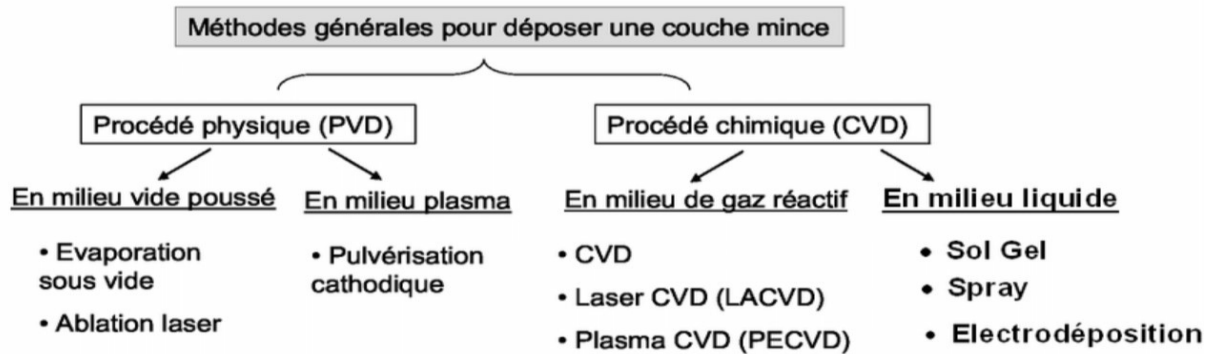 Méthodes générales pour déposer une couche mince
Procédé physique (PVD)
Procédé chimique (CVD)
En milieu vide poussé
En milieu plasma
En milieu de gaz réactif
En milieu liquide
• Evaporation
sous vide
• Ablation laser
• Pulvérisation
cathodique
• CVD
• Laser CVD (LACVD)
• Plasma CVD (PECVD)
• Sol Gel
• Spray
• Electrodéposition